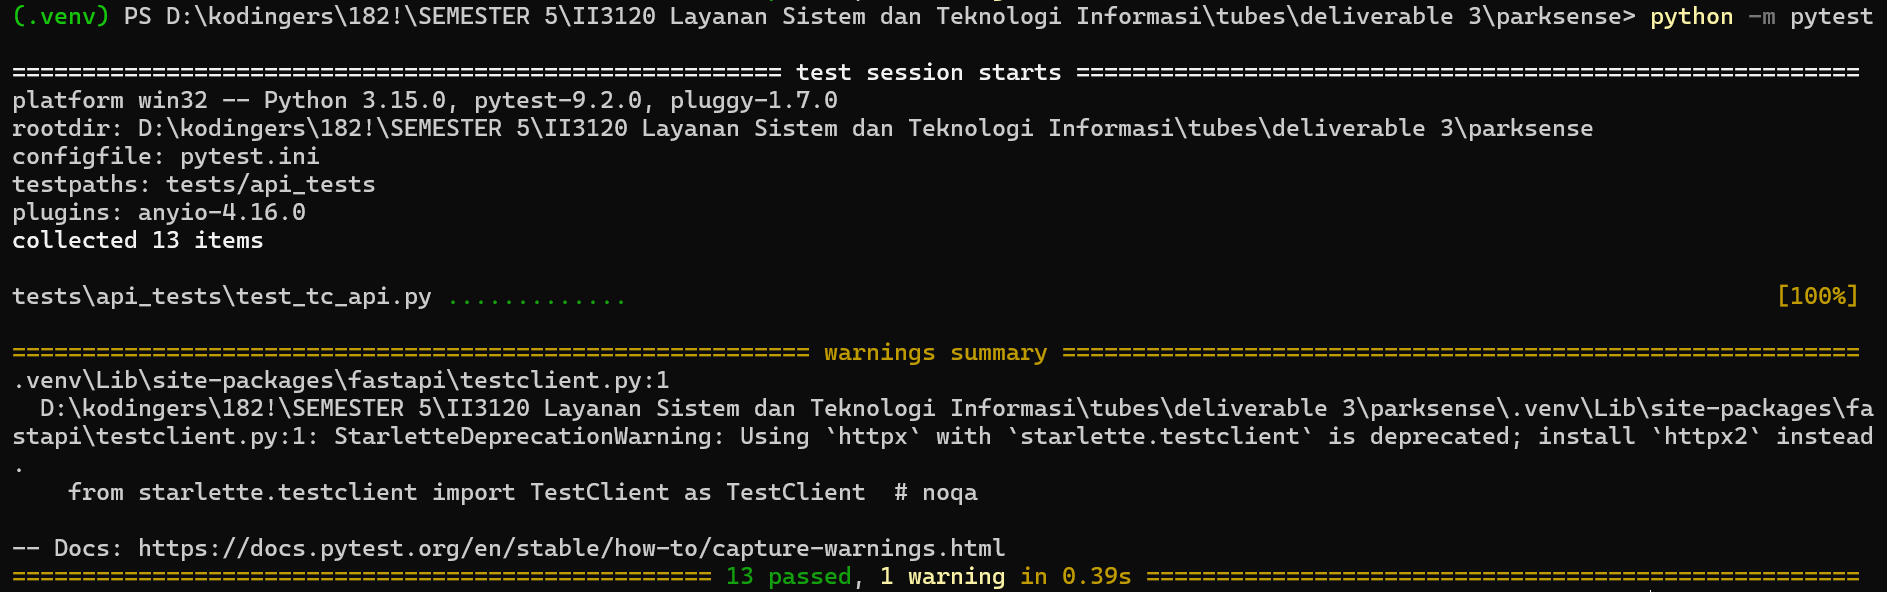 (.venv) PS D:\kodingers\182!\SEMESTER 5\II3120 Layanan Sistem dan Teknologi Informasi\tubes\deliverable 3\parksense> python -m pytest
======================================================= test session starts ========================================================
platform win32 -- Python 3.15.0, pytest-9.2.0, pluggy-1.7.0
rootdir: D:\kodingers\182!\SEMESTER 5\II3120 Layanan Sistem dan Teknologi Informasi\tubes\deliverable 3\parksense
configfile: pytest.ini
testpaths: tests/api_tests
plugins: anyio-4.16.0
collected 13 items
tests\api_tests\test_tc_api.py ............. [100%]
========================================================= warnings summary =========================================================
.venv\Lib\site-packages\fastapi\testclient.py:1
  D:\kodingers\182!\SEMESTER 5\II3120 Layanan Sistem dan Teknologi Informasi\tubes\deliverable 3\parksense\.venv\Lib\site-packages\fa
stapi\testclient.py:1: StarletteDeprecationWarning: Using `httpx` with `starlette.testclient` is deprecated; install `httpx2` instead
.
    from starlette.testclient import TestClient as TestClient  # noqa
-- Docs: https://docs.pytest.org/en/stable/how-to/capture-warnings.html
================================================== 13 passed, 1 warning in 0.39s ===================================================